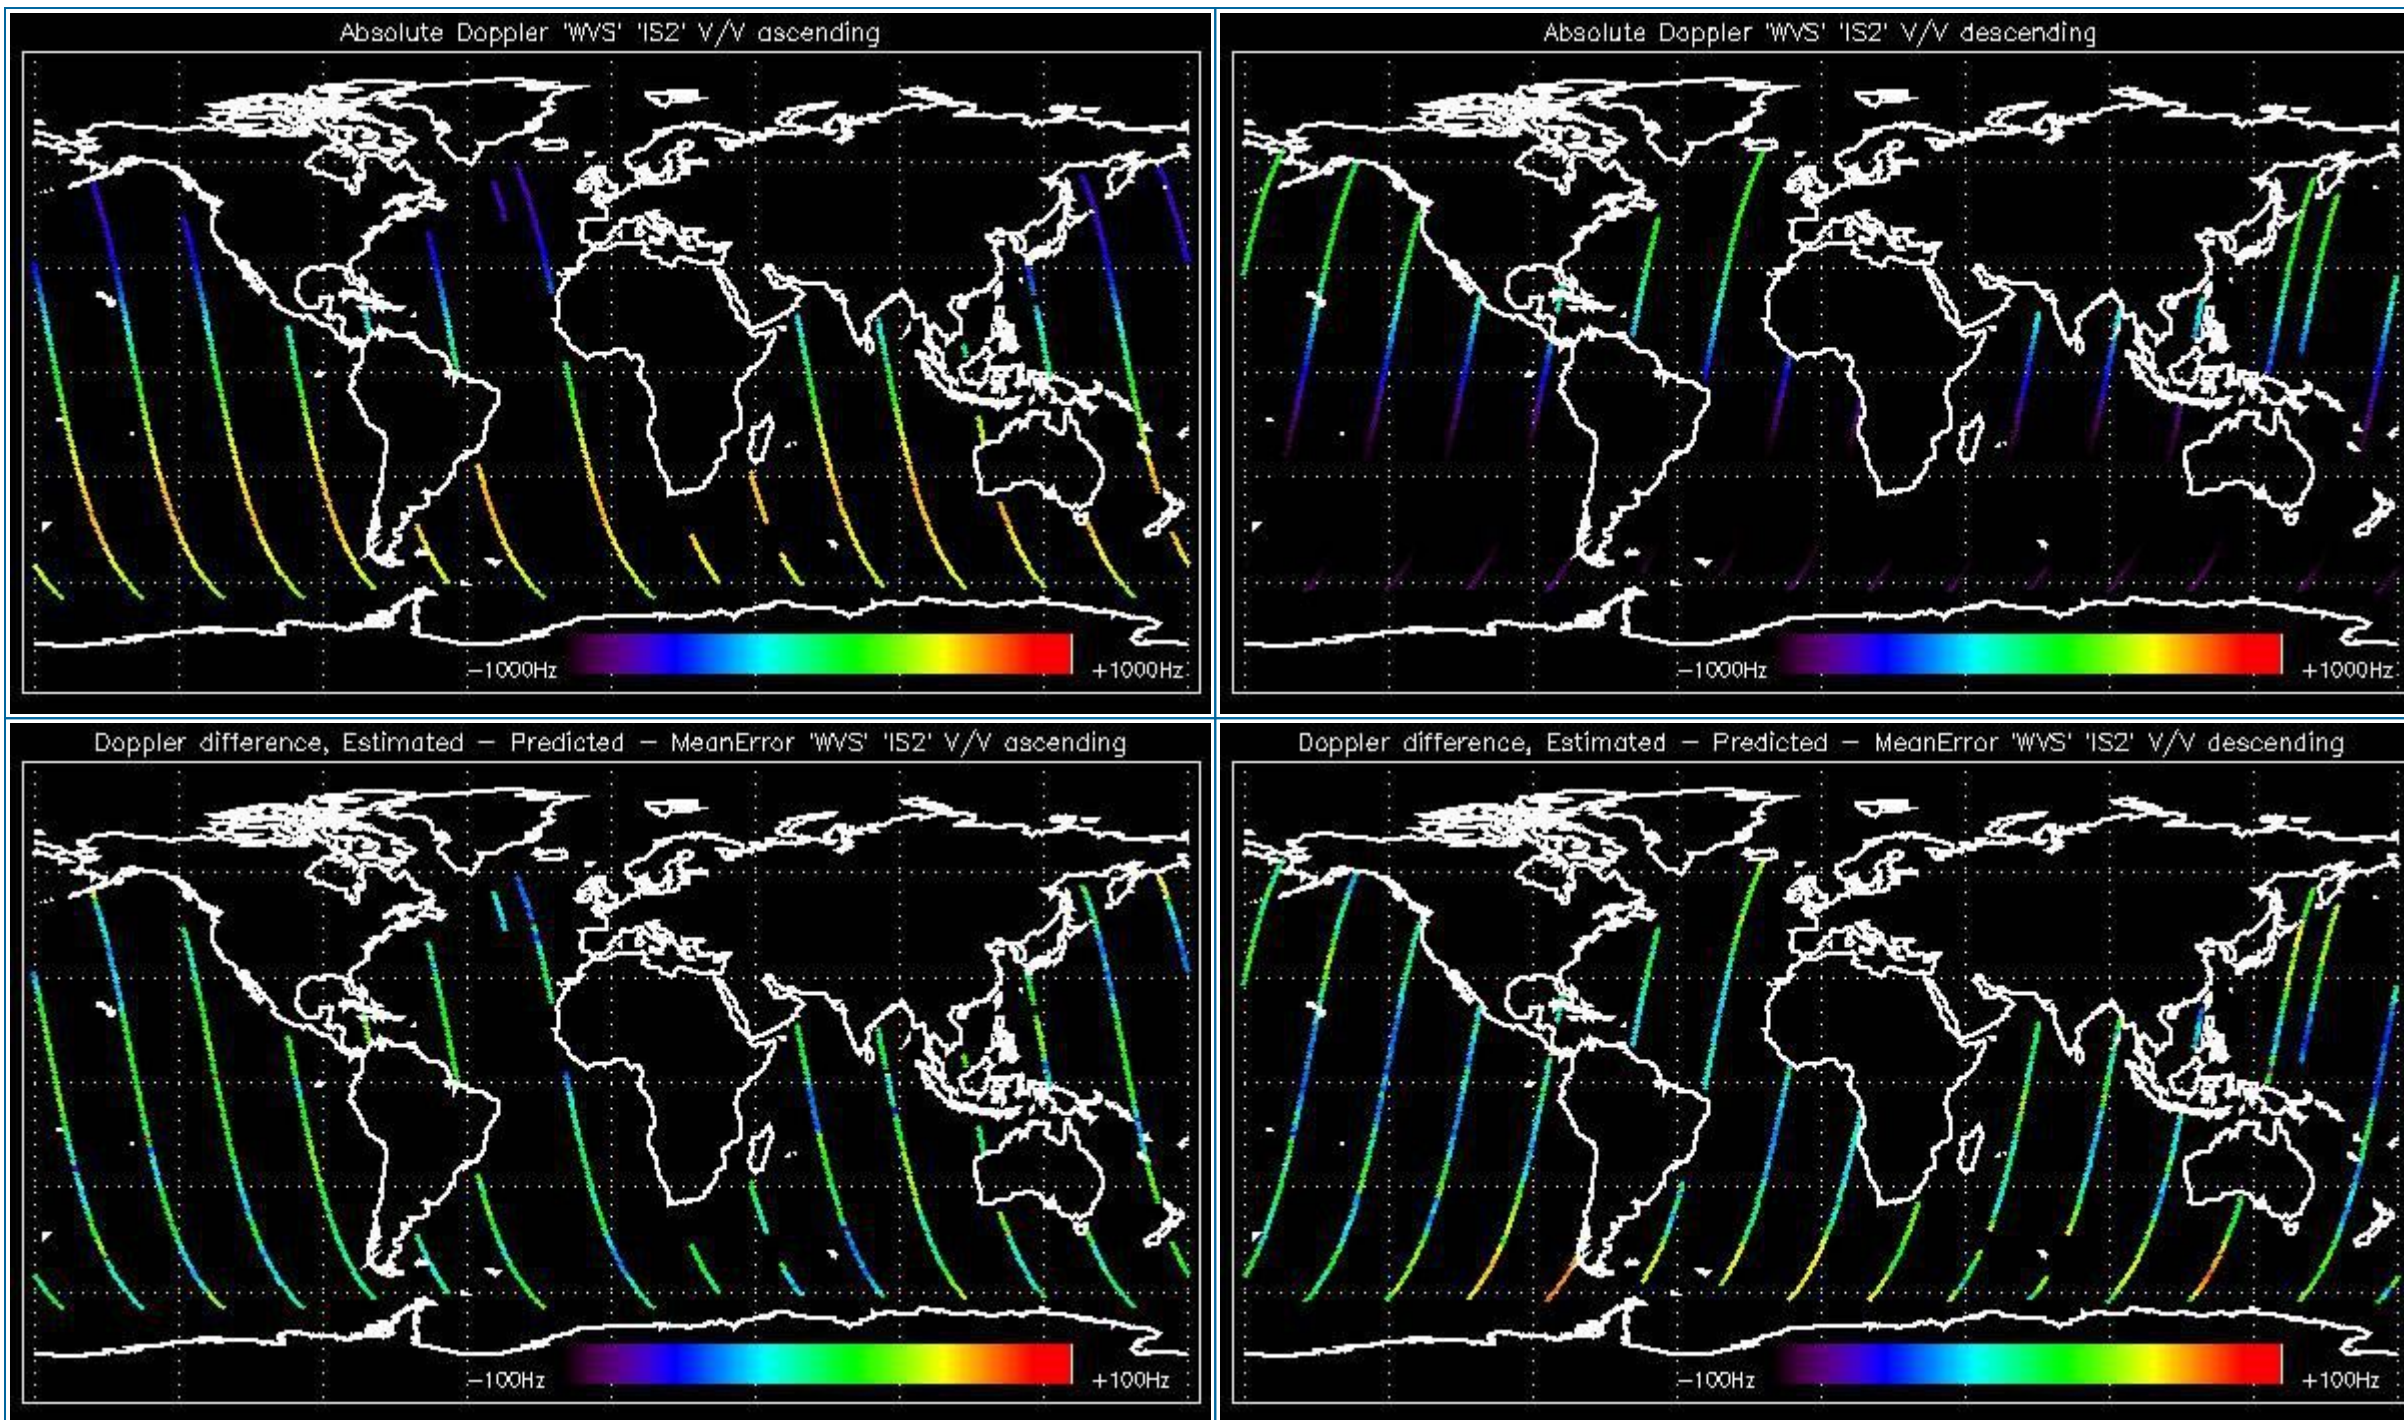 Absolute Doppler 'WVS' 'IS2' V/V ascending
−1000Hz
+1000Hz
Absolute Doppler 'WVS' 'IS2' V/V descending
−1000Hz
+1000Hz
Doppler difference, Estimated − Predicted − MeanError 'WVS' 'IS2' V/V ascending
−100Hz
+100Hz
Doppler difference, Estimated − Predicted − MeanError 'WVS' 'IS2' V/V descending
−100Hz
+100Hz